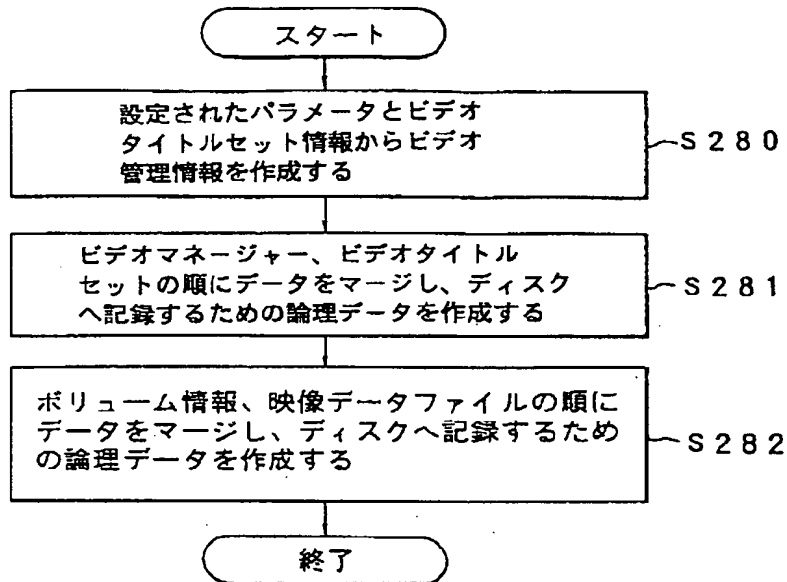 スタート
設定されたパラメータとビデオ
タイトルセット情報からビデオ
管理情報を作成する
S280
ビデオマネージャー、ビデオタイトル
セットの順にデータをマージし、ディスク
へ記録するための論理データを作成する
S281
ボリューム情報、映像データファイルの順に
データをマージし、ディスクへ記録するため
の論理データを作成する
S282
終了